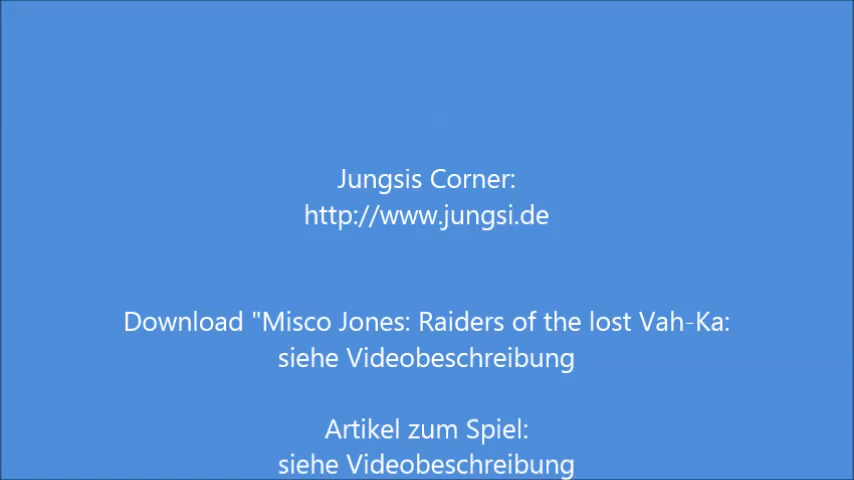 Jungsis Corner:
http://www.jungsi.de
Download "Misco Jones: Raiders of the lost Vah-Ka:
siehe Videobeschreibung
Artikel zum Spiel:
siehe Videobeschreibung